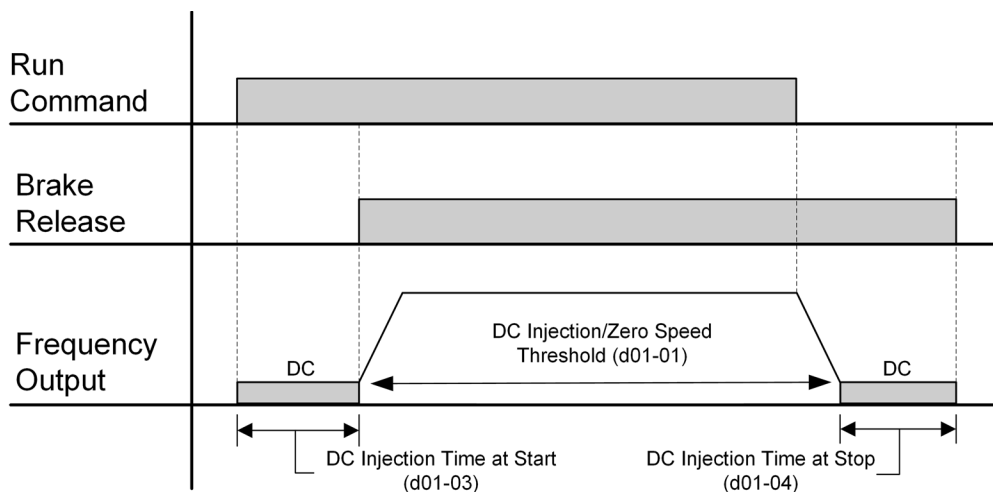 Run
Command
Brake
Release
Frequency
Output
DC
DC Injection/Zero Speed
Threshold (d01-01)
DC
DC Injection Time at Start
(d01-03)
DC Injection Time at Stop
(d01-04)